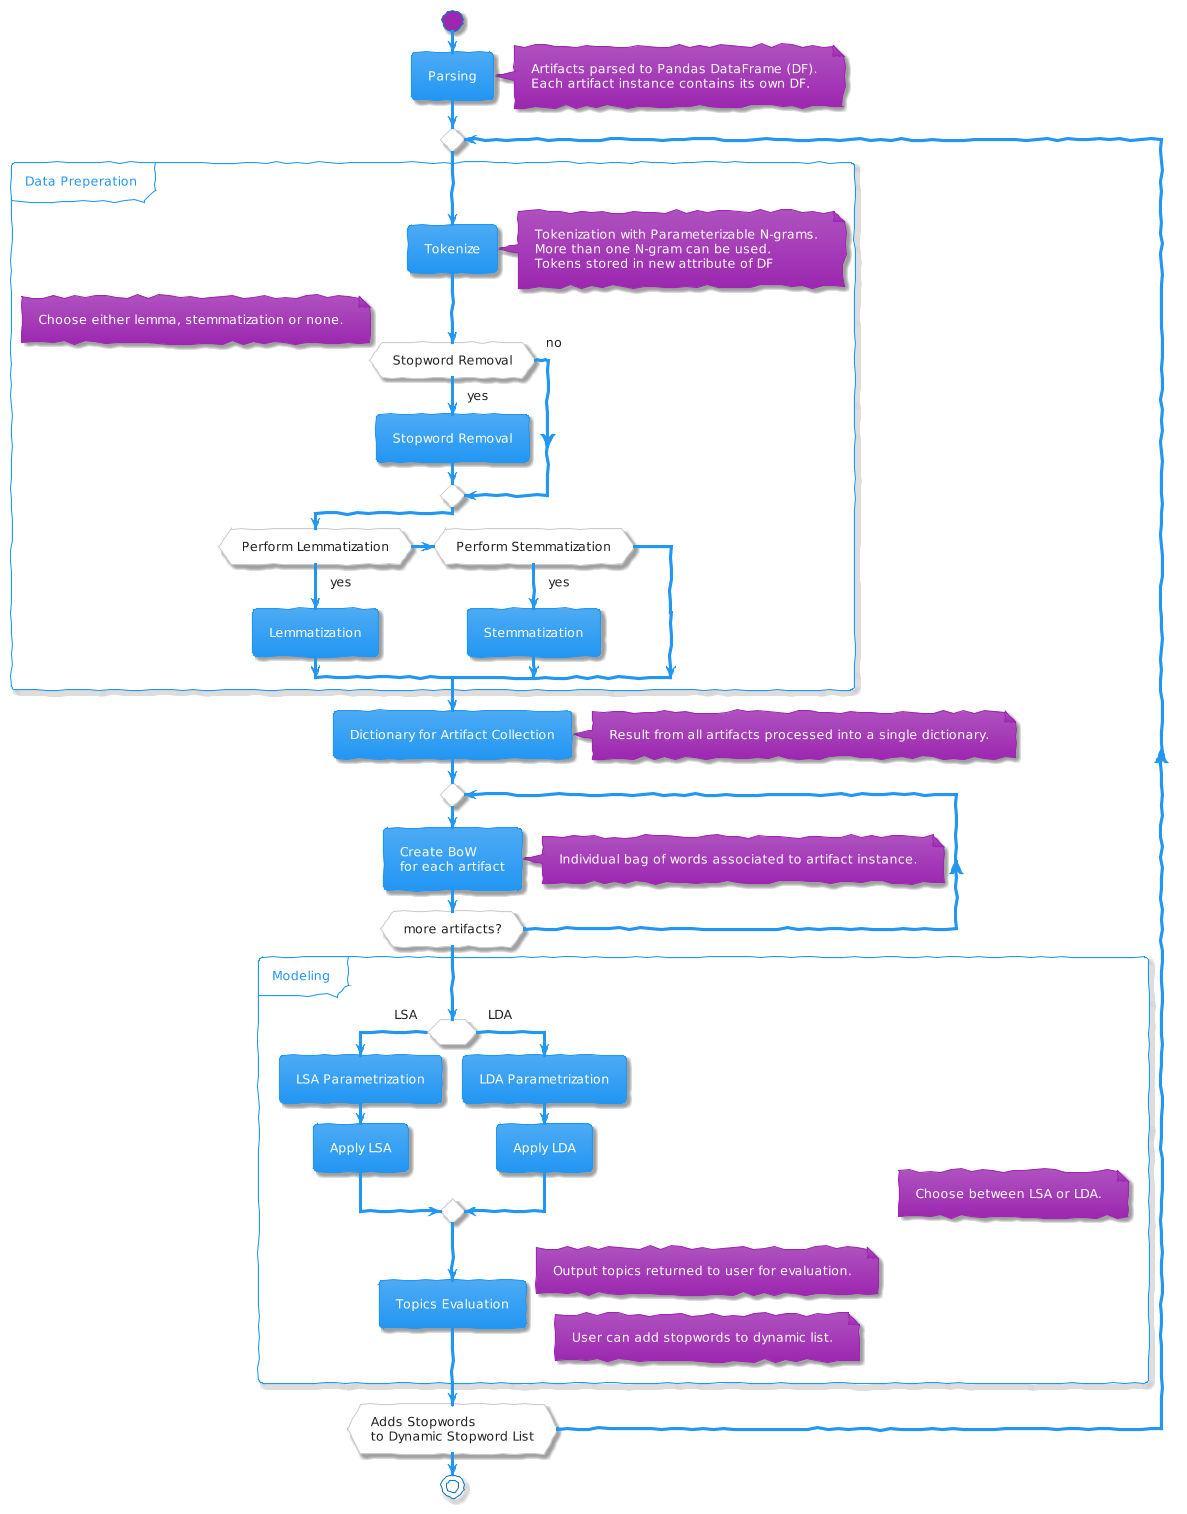 Parsing
Artifacts parsed to Pandas DataFrame (DF).
Each artifact instance contains its own DF.
Data Preperation
Tokenize
Tokenization with Parameterizable N-grams.
More than one N-gram can be used.
Tokens stored in new attribute of DF
Choose either lemma, stemmatization or none.
Stopword Removal
no
yes
Stopword Removal
Perform Lemmatization
Perform Stemmatization
yes
yes
Lemmatization
Stemmatization
Dictionary for Artifact Collection
Result from all artifacts processed into a single dictionary.
Create BoW
for each artifact
Individual bag of words associated to artifact instance.
more artifacts?
Modeling
LSA
LDA
LSA Parametrization
LDA Parametrization
Apply LSA
Apply LDA
Choose between LSA or LDA.
Output topics returned to user for evaluation.
Topics Evaluation
User can add stopwords to dynamic list.
Adds Stopwords
to Dynamic Stopword List